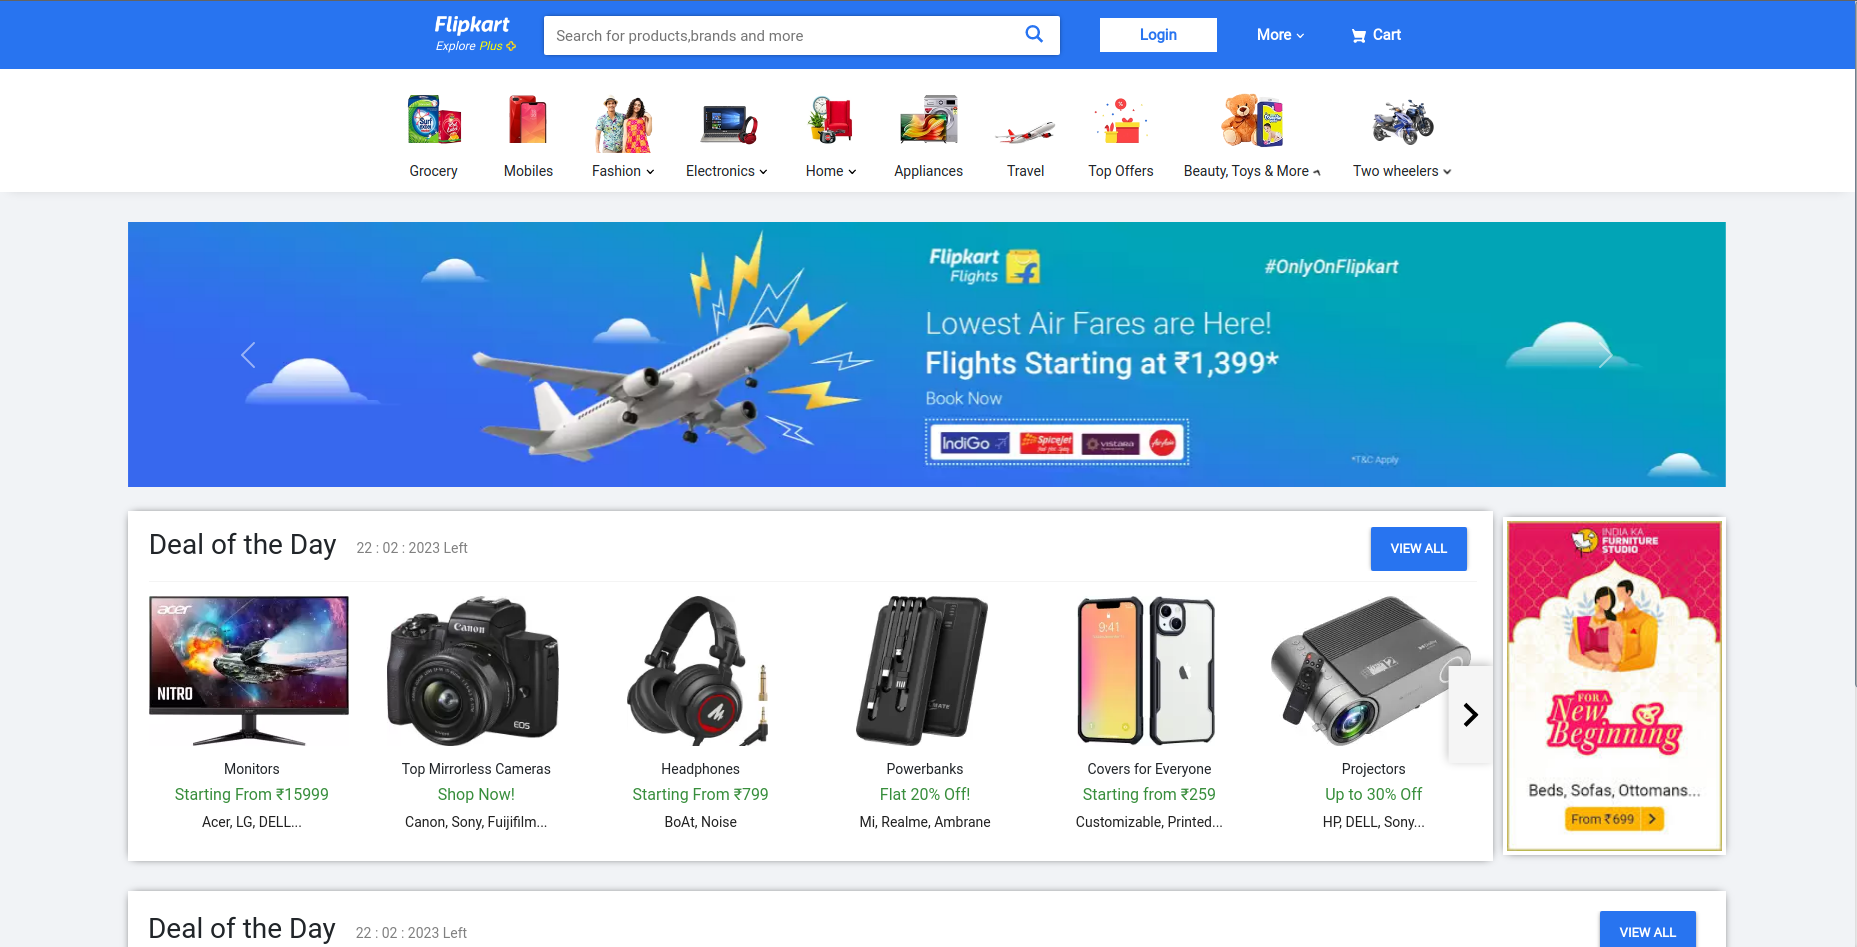 Flipkart
Explore Plus
Search for products,brands and more
Login
More
Cart
Surf excel
Grocery
Mobiles
Fashion
Electronics
Home
Appliances
Travel
%
Top Offers
Beauty, Toys & More
Two wheelers
Flipkart
Flights
#OnlyOnFlipkart
Lowest Air Fares are Here!
Flights Starting at ₹1,399*
Book Now
IndiGo
SpiceJet
vistara
AirAsia
*T&C Apply
Deal of the Day
22 : 02 : 2023 Left
VIEW ALL
acer
NITRO
Canon
EOS
9:41
Monitors
Top Mirrorless Cameras
Headphones
Powerbanks
Covers for Everyone
Projectors
Starting From ₹15999
Shop Now!
Starting From ₹799
Flat 20% Off!
Starting from ₹259
Up to 30% Off
Acer, LG, DELL...
Canon, Sony, Fuijifilm...
BoAt, Noise
Mi, Realme, Ambrane
Customizable, Printed...
HP, DELL, Sony...
INDIA KA
FURNITURE
STUDIO
FOR A
New
Beginning
Beds, Sofas, Ottomans...
From ₹699
Deal of the Day
22 : 02 : 2023 Left
VIEW ALL